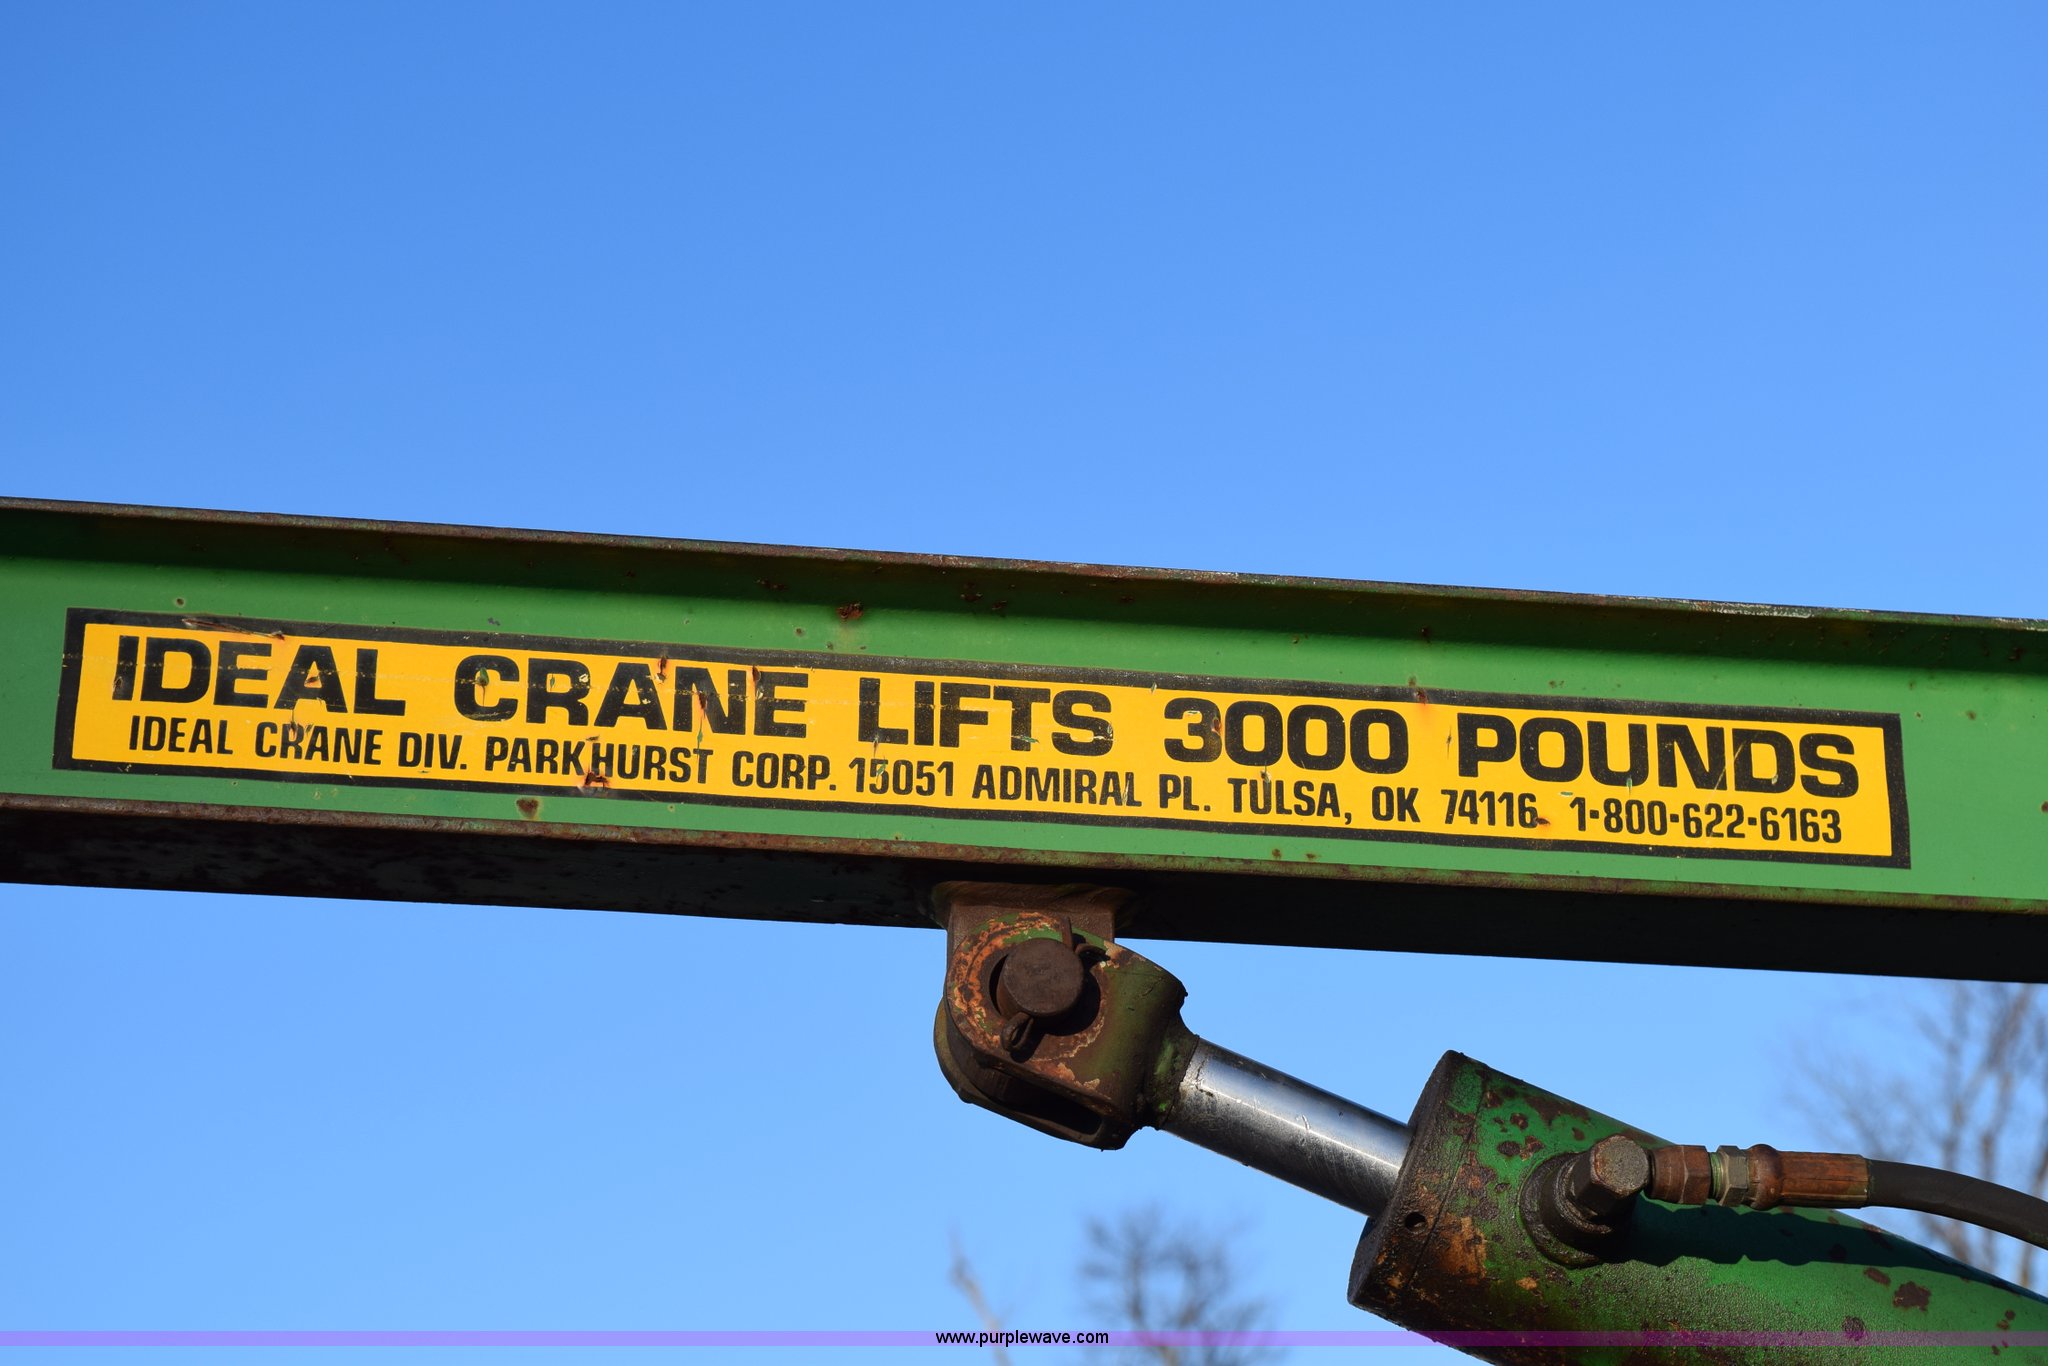 IDEAL CRANE LIFTS 3000 POUNDS
IDEAL CRANE DIV. PARKHURST CORP. 15051 ADMIRAL PL. TULSA, OK 74116 1-800-622-6163
www.purplewave.com